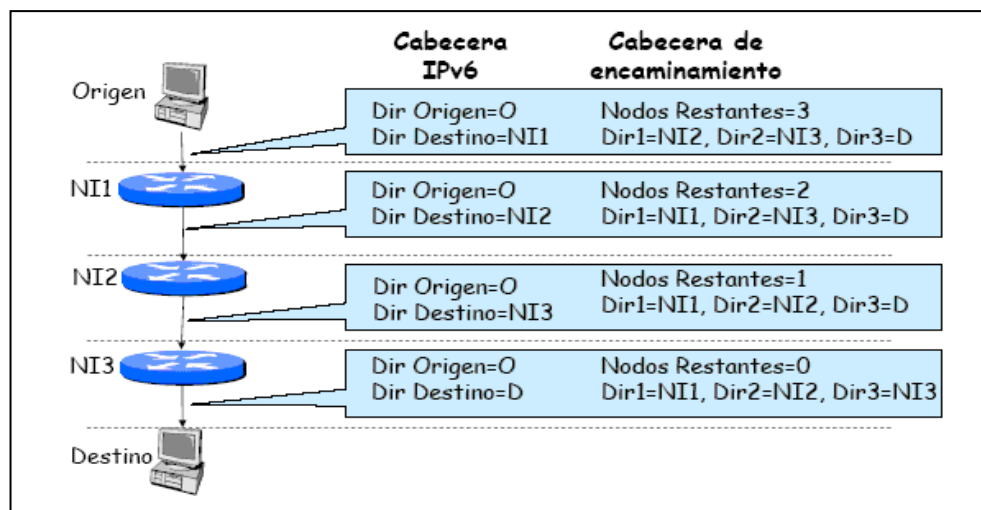 Cabecera
IPv6
Cabecera de
encaminamiento
Origen
Dir Origen=O
Dir Destino=NI1
Nodos Restantes=3
Dir1=NI2, Dir2=NI3, Dir3=D
NI1
Dir Origen=O
Dir Destino=NI2
Nodos Restantes=2
Dir1=NI1, Dir2=NI3, Dir3=D
NI2
Dir Origen=O
Dir Destino=NI3
Nodos Restantes=1
Dir1=NI1, Dir2=NI2, Dir3=D
NI3
Dir Origen=O
Dir Destino=D
Nodos Restantes=0
Dir1=NI1, Dir2=NI2, Dir3=NI3
Destino